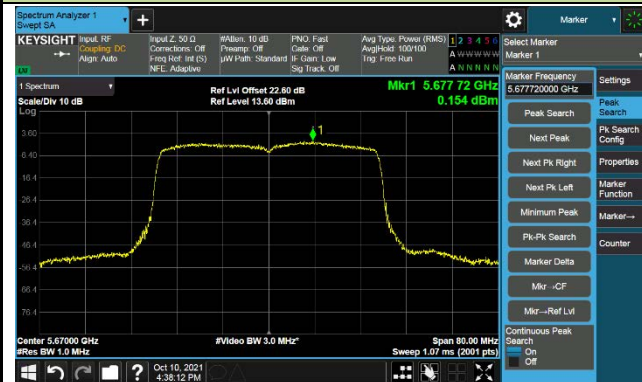 Spectrum Analyzer 1
Swept SA
Marker
KEYSIGHT
Input: RF
Coupling: DC
Align: Auto
Input Z: 50 Ω
Corrections: Off
Freq Ref: Int (S)
NFE: Adaptive
#Atten: 10 dB
Preamp: Off
µW Path: Standard
PNO: Fast
Gate: Off
IF Gain: Low
Sig Track: Off
Avg Type: Power (RMS)
Avg|Hold: 100/100
Trig: Free Run
1 2 3 4 5 6
A W W W W W
A N N N N N
Select Marker
Marker 1
LXI
1 Spectrum
Scale/Div 10 dB
Log
Ref Lvl Offset 22.60 dB
Ref Level 13.60 dBm
Mkr1 5.677 72 GHz
0.154 dBm
1
3.60
-6.40
-16.4
-26.4
-36.4
-46.4
-56.4
-66.4
-76.4
Center 5.67000 GHz
#Res BW 1.0 MHz
#Video BW 3.0 MHz*
Span 80.00 MHz
Sweep 1.07 ms (2001 pts)
Marker Frequency
5.677720000 GHz
Peak Search
Next Peak
Next Pk Right
Next Pk Left
Minimum Peak
Pk-Pk Search
Marker Delta
Mkr→CF
Mkr→Ref Lvl
Continuous Peak
Search
On
Off
Settings
Peak
Search
Pk Search
Config
Properties
Marker
Function
Marker→
Counter
?
Oct 10, 2021
4:38:12 PM